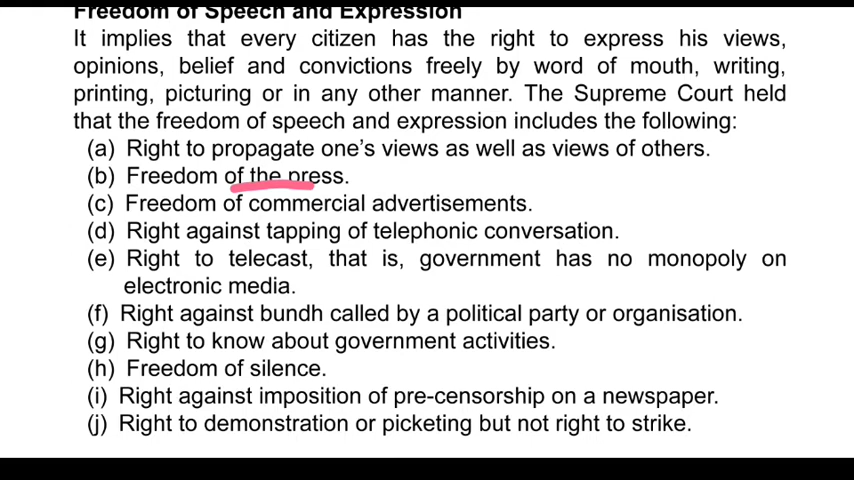 Freedom of Speech and Expression
It implies that every citizen has the right to express his views,
opinions, belief and convictions freely by word of mouth, writing,
printing, picturing or in any other manner. The Supreme Court held
that the freedom of speech and expression includes the following:
(a) Right to propagate one's views as well as views of others.
(b) Freedom of the press.
(c) Freedom of commercial advertisements.
(d) Right against tapping of telephonic conversation.
(e) Right to telecast, that is, government has no monopoly on
electronic media.
(f) Right against bundh called by a political party or organisation.
(g) Right to know about government activities.
(h) Freedom of silence.
(i) Right against imposition of pre-censorship on a newspaper.
(j) Right to demonstration or picketing but not right to strike.